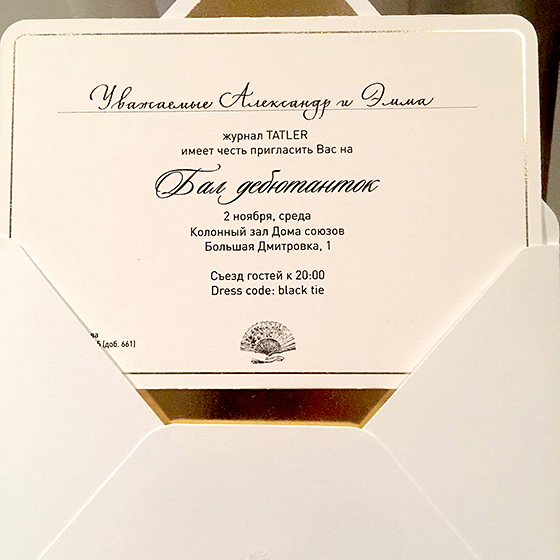 Уважаемые Александр и Эмма
журнал TATLER
имеет честь пригласить Вас на
Бал дебютанток
2 ноября, среда
Колонный зал Дома союзов
Большая Дмитровка, 1
Съезд гостей к 20:00
Dress code: black tie
(доб. 661)